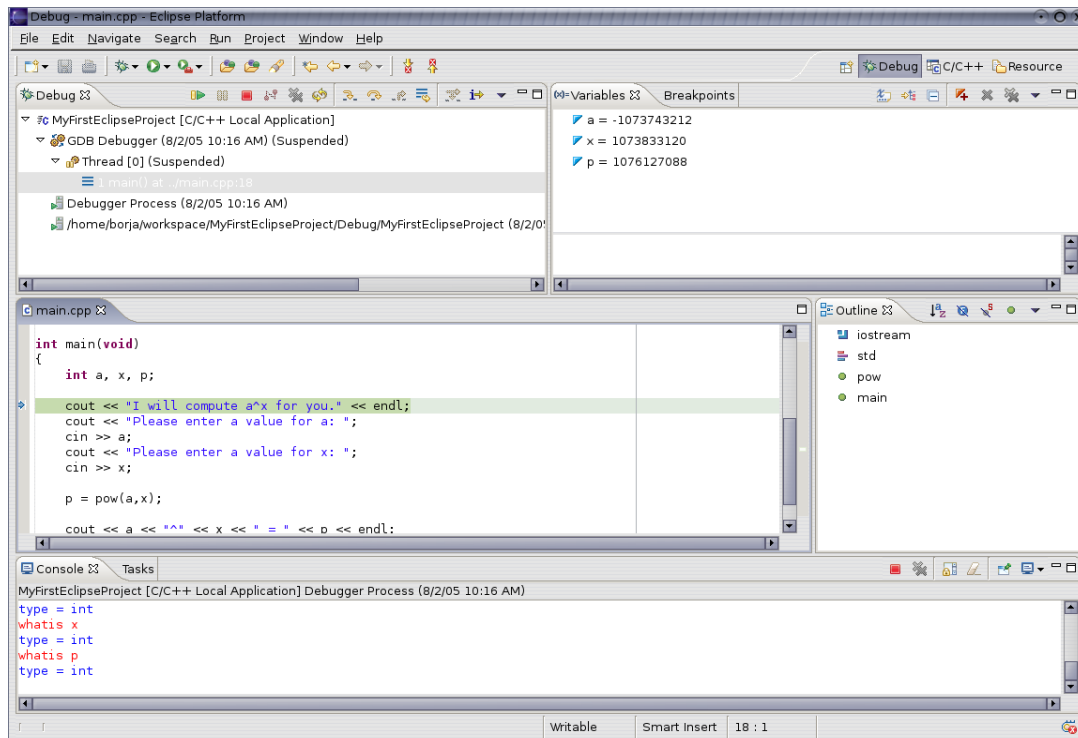 Debug - main.cpp - Eclipse Platform
File Edit Navigate Search Run Project Window Help
Debug C/C++ Resource
Debug
MyFirstEclipseProject [C/C++ Local Application]
GDB Debugger (8/2/05 10:16 AM) (Suspended)
Thread [0] (Suspended)
1 main() at ../main.cpp:18
Debugger Process (8/2/05 10:16 AM)
/home/borja/workspace/MyFirstEclipseProject/Debug/MyFirstEclipseProject (8/2/0
(x)= Variables Breakpoints
a = -1073743212
x = 1073833120
p = 1076127088
main.cpp
int main(void)
{
int a, x, p;
cout << "I will compute a^x for you." << endl;
cout << "Please enter a value for a: ";
cin >> a;
cout << "Please enter a value for x: ";
cin >> x;
p = pow(a,x);
cout << a << "^" << x << " = " << p << endl;
Outline
iostream
std
pow
main
Console Tasks
MyFirstEclipseProject [C/C++ Local Application] Debugger Process (8/2/05 10:16 AM)
type = int
whatis x
type = int
whatis p
type = int
Writable Smart Insert 18 : 1